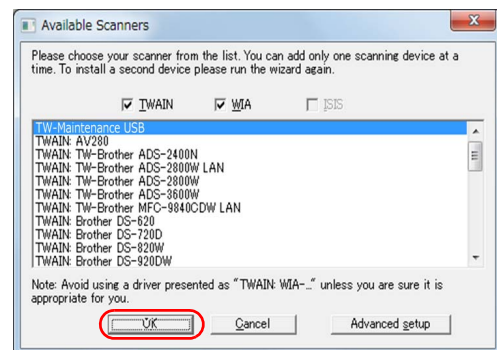 Available Scanners
Please choose your scanner from the list. You can add only one scanning device at a
time. To install a second device please run the wizard again.
TWAIN WIA ISIS
TW-Maintenance USB
TWAIN: AV280
TWAIN: TW-Brother ADS-2400N
TWAIN: TW-Brother ADS-2800W LAN
TWAIN: TW-Brother ADS-2800W
TWAIN: TW-Brother ADS-3600W
TWAIN: TW-Brother MFC-9840CDW LAN
TWAIN: Brother DS-620
TWAIN: Brother DS-720D
TWAIN: Brother DS-820W
TWAIN: Brother DS-920DW
Note: Avoid using a driver presented as "TWAIN: WIA-..." unless you are sure it is
appropriate for you.
OK Cancel Advanced setup